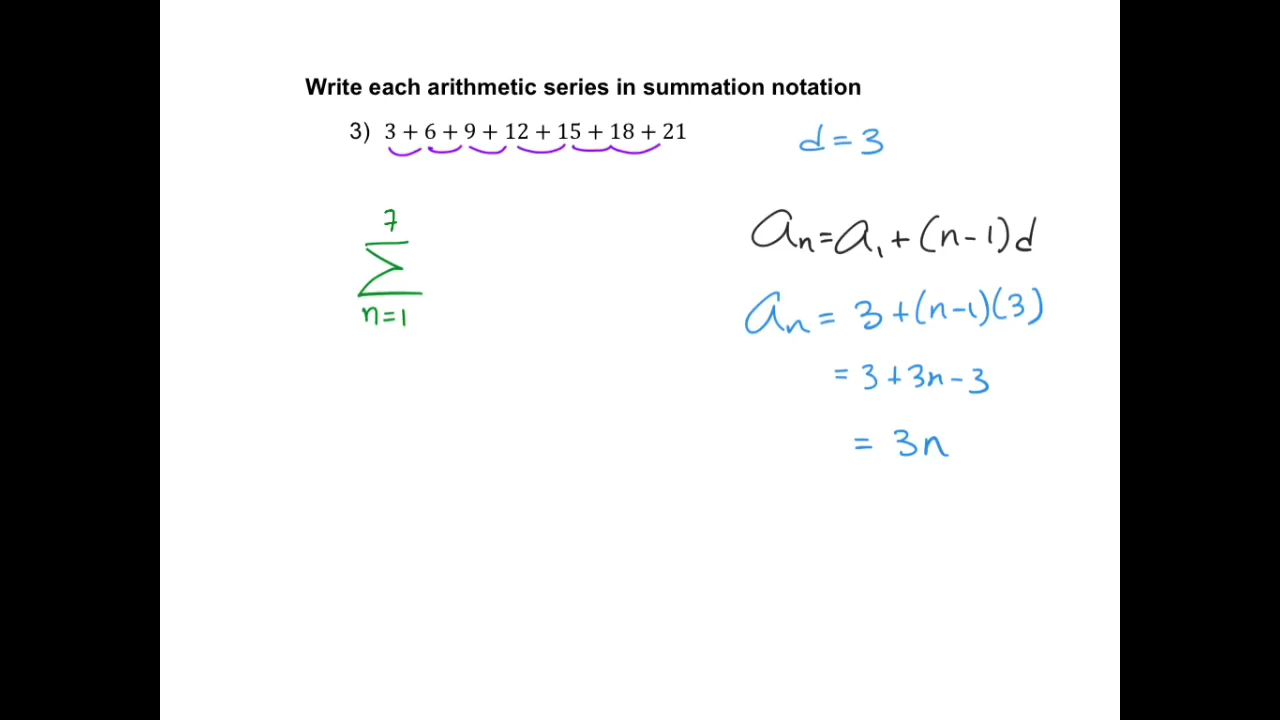 Write each arithmetic series in summation notation
3) 3 + 6 + 9 + 12 + 15 + 18 + 21
d = 3
7
∑
n=1
aₙ=a₁+(n-1)d
aₙ = 3+(n-1)(3)
= 3+3n-3
= 3n